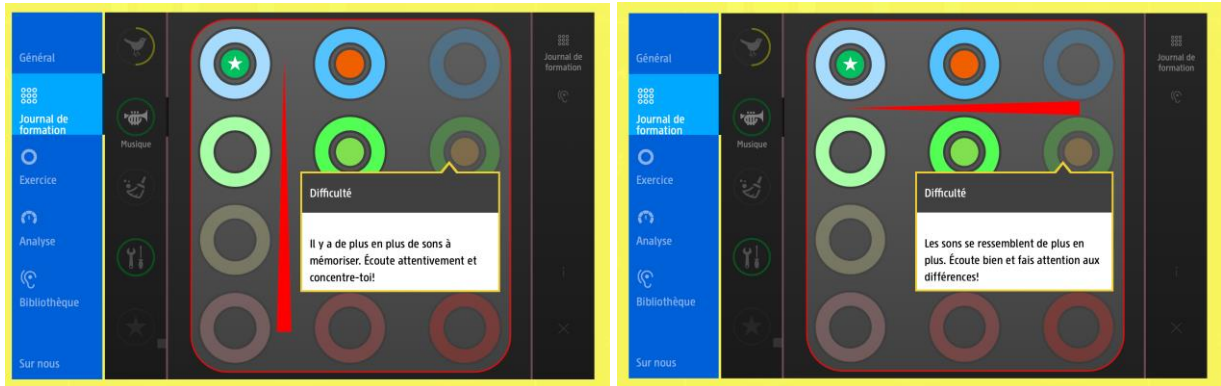 Général
Journal de
formation
Exercice
Analyse
Bibliothèque
Sur nous
Musique
Difficulté
Il y a de plus en plus de sons à
mémoriser. Écoute attentivement et
concentre-toi!
Journal de
formation
Général
Journal de
formation
Exercice
Analyse
Bibliothèque
Sur nous
Musique
Difficulté
Les sons se ressemblent de plus en
plus. Écoute bien et fais attention aux
différences!
Journal de
formation